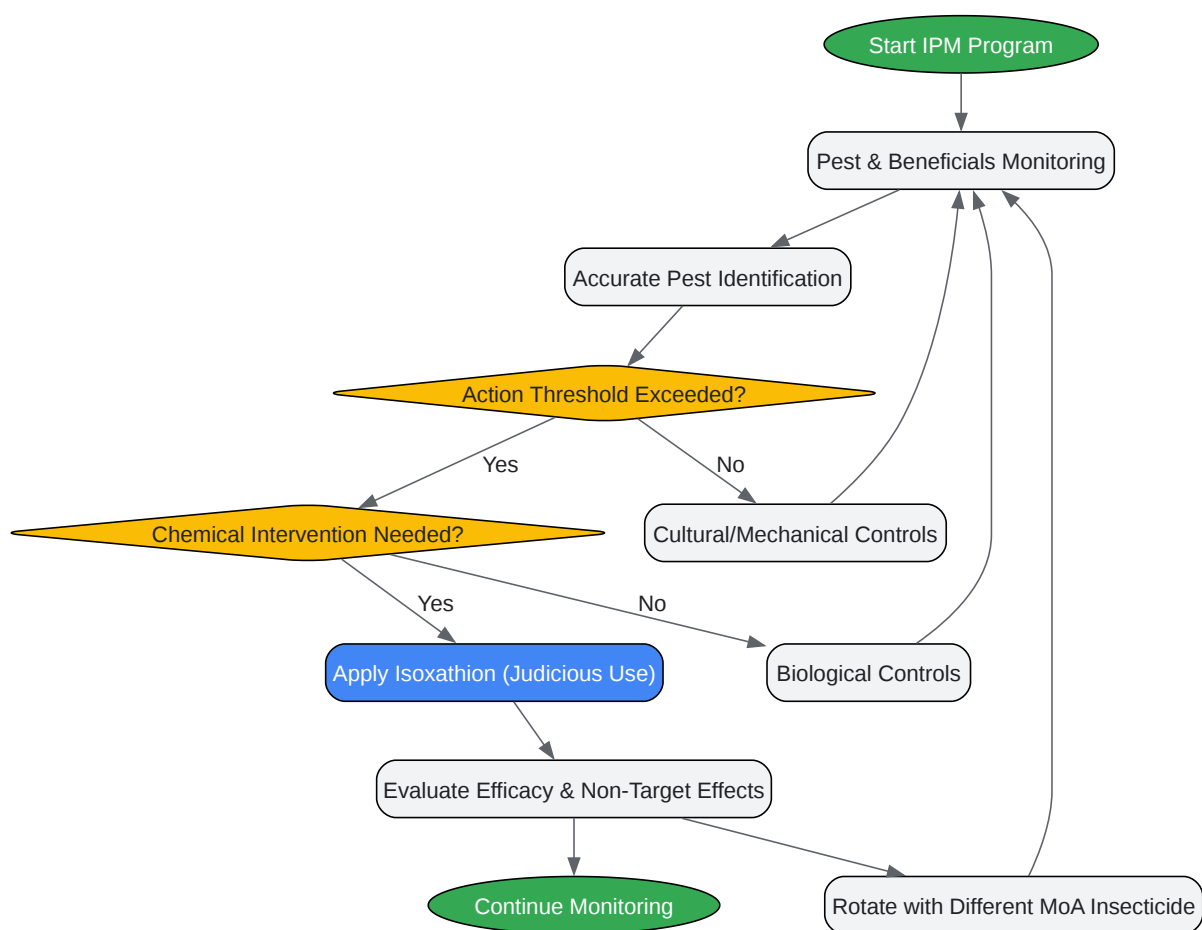 Start IPM Program
Pest & Beneficials Monitoring
Accurate Pest Identification
Action Threshold Exceeded?
Yes
No
Chemical Intervention Needed?
Cultural/Mechanical Controls
Yes
No
Apply Isoxathion (Judicious Use)
Biological Controls
Evaluate Efficacy & Non-Target Effects
Continue Monitoring
Rotate with Different MoA Insecticide